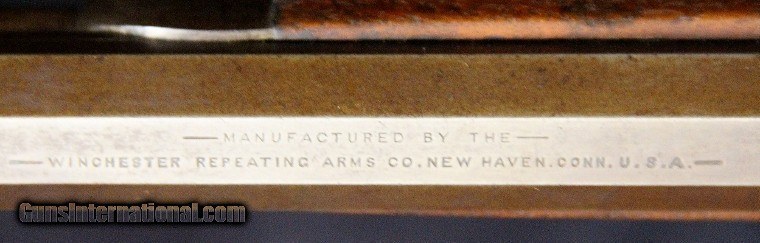 —MANUFACTURED BY THE—
—WINCHESTER REPEATING ARMS CO. NEW HAVEN. CONN. U.S.A.—
GunsInternational.com